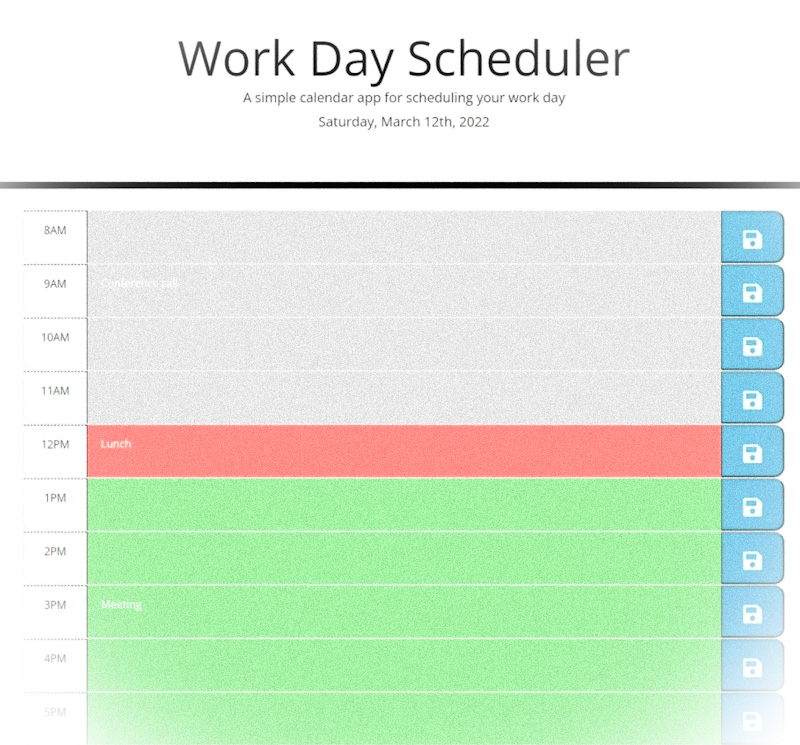 Work Day Scheduler
A simple calendar app for scheduling your work day
Saturday, March 12th, 2022
8AM
9AM Conference call
10AM
11AM
12PM Lunch
1PM
2PM
3PM Meeting
4PM
5PM